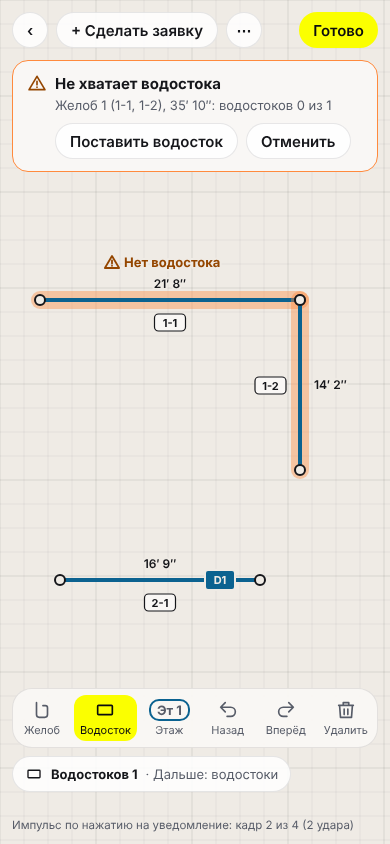 ‹ + Сделать заявку ··· Готово
Не хватает водостока
Желоб 1 (1-1, 1-2), 35′ 10″: водостоков 0 из 1
Поставить водосток Отменить
Нет водостока
21′ 8″
1-1
1-2 14′ 2″
16′ 9″
D1
2-1
Эт 1
Желоб Водосток Этаж Назад Вперёд Удалить
Водостоков 1 · Дальше: водостоки
Импульс по нажатию на уведомление: кадр 2 из 4 (2 удара)